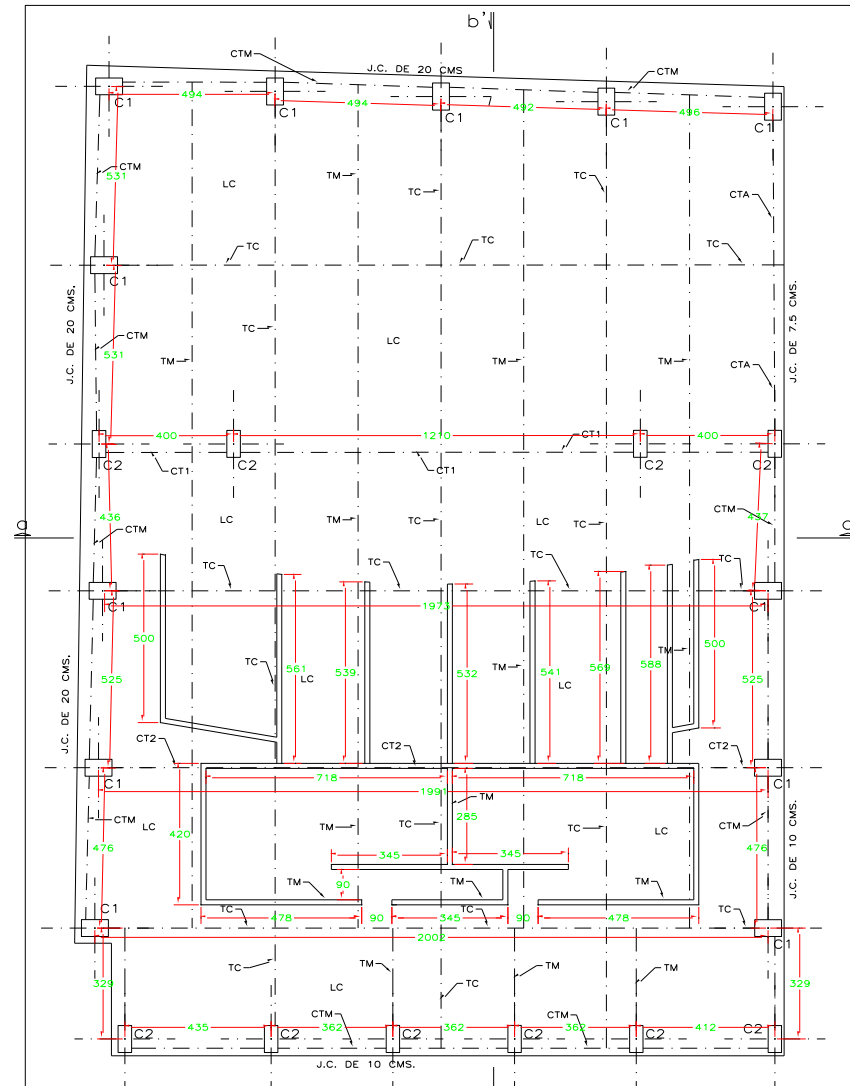 b'
CTM
J.C. DE 20 CMS
CTM
C1
494
C1
494
C1
492
C1
496
C1
CTM
531
LC
TM
TC
TC
CTA
TC
TC
TC
C1
J.C. DE 20 CMS.
J.C. DE 7.5 CMS.
CTM
531
TC
LC
TM
TM
TC
CTA
400
1210
400
CT1
C2
C2
C2
C2
CT1
CT1
a
436
437
CTM
LC
TM
TC
LC
TC
CTM
a
TC
TC
TC
TC
C1
1973
C1
J.C. DE 20 CMS.
500
525
561
539
532
541
569
588
500
525
TC
LC
TM
LC
TM
CT2
CT2
CT2
C1
718
718
C1
1991
TM
285
CTM
LC
420
TM
TC
TC
LC
CTM
476
476
J.C. DE 10 CMS.
345
345
90
TM
TM
TM
C1
478
90
345
90
478
TC
TC
TC
C1
2002
329
329
TC
LC
TM
TC
TM
TM
CTM
CTM
435
362
362
362
412
C2
C2
C2
C2
C2
C2
J.C. DE 10 CMS.